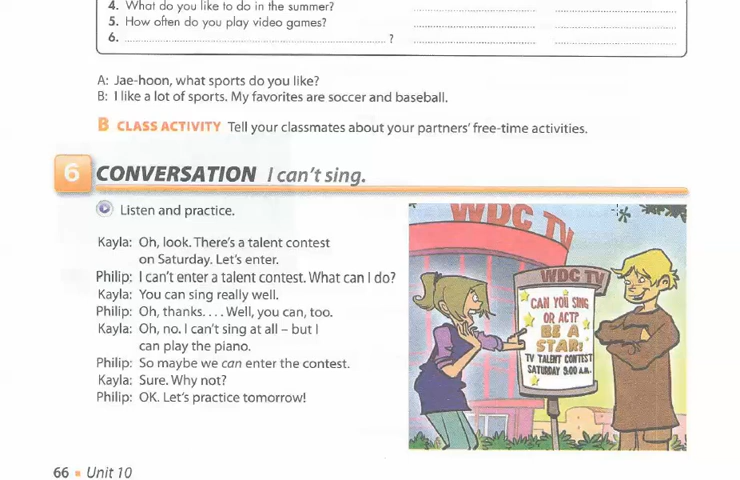 4. What do you like to do in the summer?
5. How often do you play video games?
6. ?
A: Jae-hoon, what sports do you like?
B: I like a lot of sports. My favorites are soccer and baseball.
B CLASS ACTIVITY Tell your classmates about your partners' free-time activities.
6 CONVERSATION I can't sing.
Listen and practice.
Kayla: Oh, look. There's a talent contest
on Saturday. Let's enter.
Philip: I can't enter a talent contest. What can I do?
Kayla: You can sing really well.
Philip: Oh, thanks. . . . Well, you can, too.
Kayla: Oh, no. I can't sing at all – but I
can play the piano.
Philip: So maybe we can enter the contest.
Kayla: Sure. Why not?
Philip: OK. Let's practice tomorrow!
WDC TV
WDC TV
CAN YOU SING
OR ACT?
BE A
STAR!
TV TALENT CONTEST
SATURDAY 9:00 A.M.
66 ▪ Unit 10